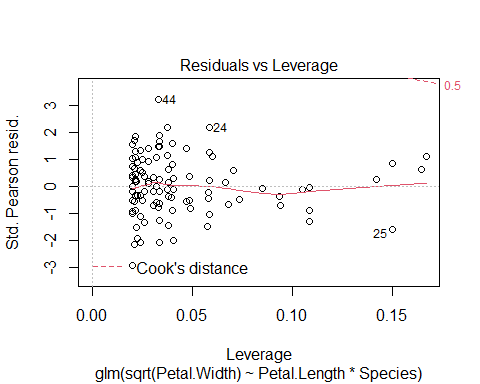 Residuals vs Leverage
Std. Pearson resid.
3
2
1
0
-1
-2
-3
44
24
25
0.5
Cook's distance
0.00 0.05 0.10 0.15
Leverage
glm(sqrt(Petal.Width) ~ Petal.Length * Species)